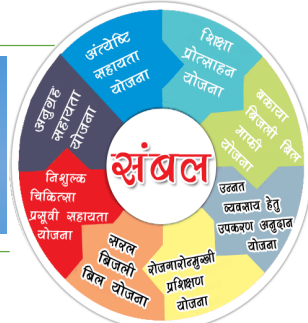 अंत्येष्टि
सहायता
योजना
शिक्षा
प्रोत्साहन
योजना
बकाया
बिजली बिल
माफी
योजना
उन्नत
व्यवसाय हेतु
उपकरण अनुदान
योजना
रोजगारोन्मुखी
प्रशिक्षण
योजना
सरल
बिजली
बिल योजना
निशुल्क
चिकित्सा
प्रसूती सहायता
योजना
अनुग्रह
सहायता
योजना
संबल